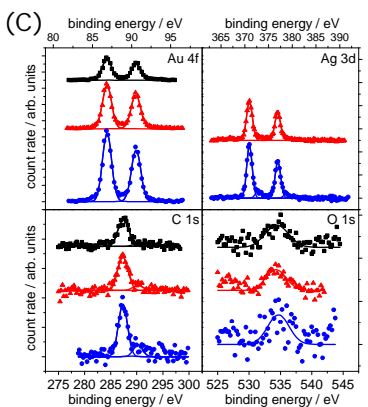 (C)
binding energy / eV binding energy / eV
81 85 90 95 365 370 375 380 385 390
Au 4f Ag 3d
count rate / arb. units
C 1s O 1s
count rate / arb. units
275 280 285 290 295 300 525 530 535 540 545
binding energy / eV binding energy / eV